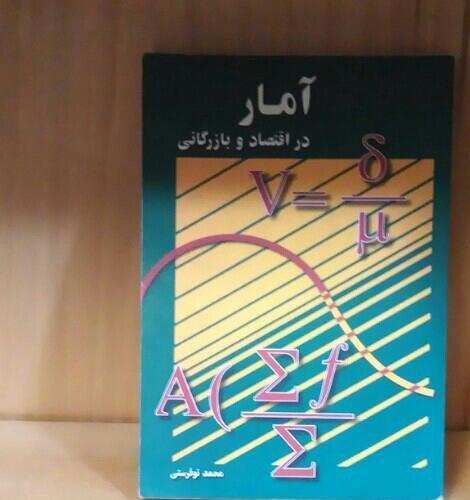 آمار
در اقتصاد و بازرگانی
V = δ/μ
A(Σf/Σ
محمد نوفرستی